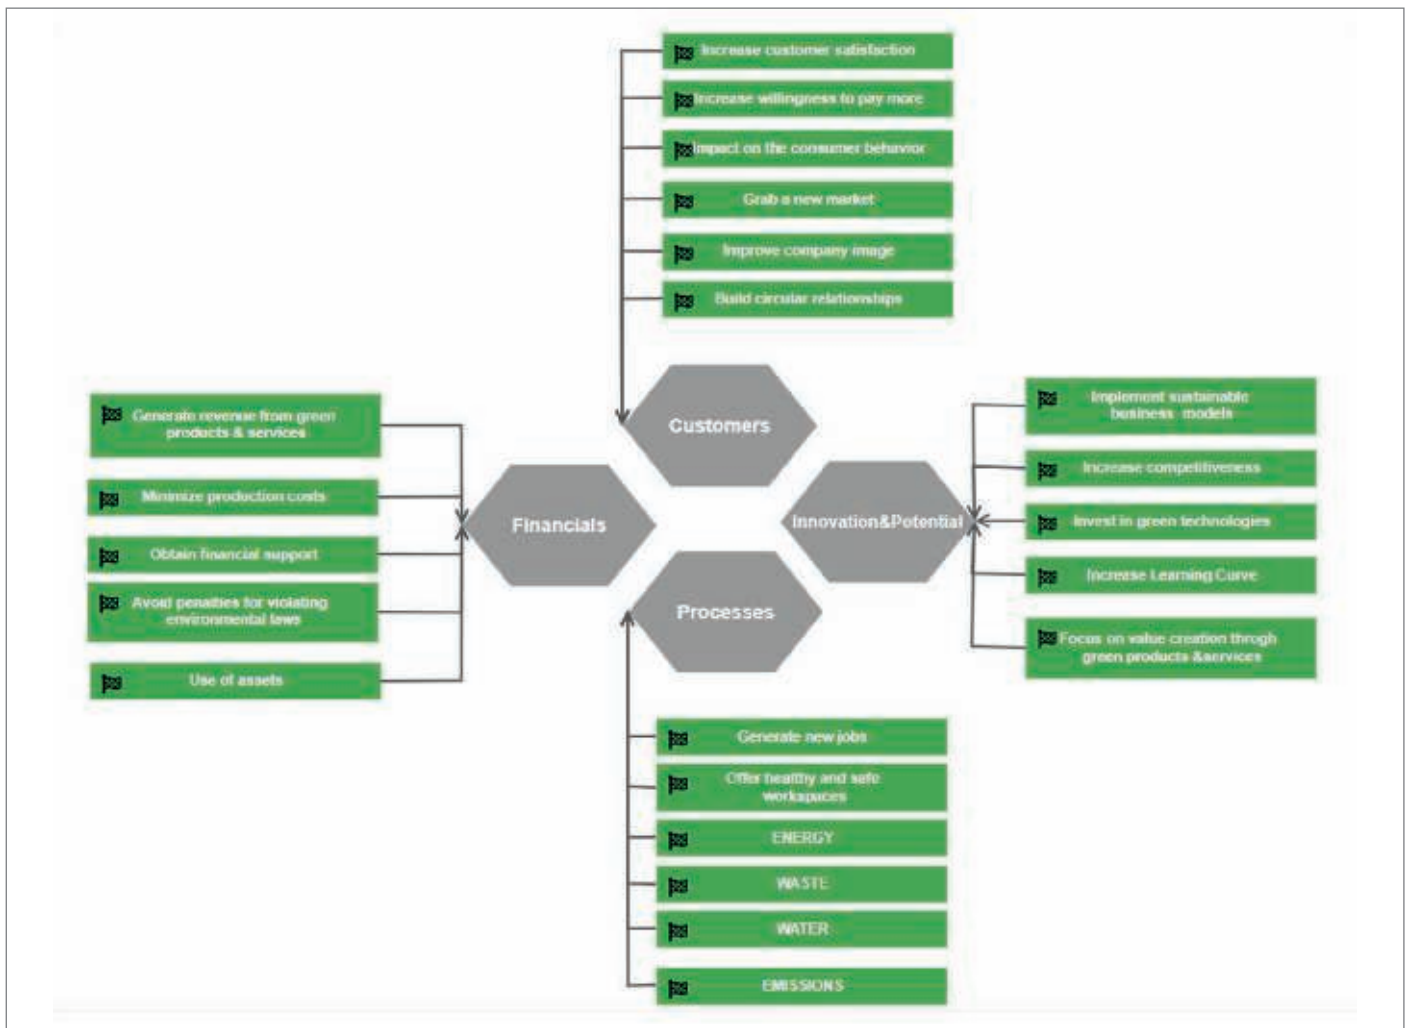 Increase customer satisfaction
Increase willingness to pay more
Impact on the consumer behavior
Grab a new market
Improve company image
Build circular relationships
Customers
Generate revenue from green
products & services
Minimize production costs
Obtain financial support
Avoid penalties for violating
environmental laws
Use of assets
Financials
Innovation&Potential
Implement sustainable
business models
Increase competitiveness
Invest in green technologies
Increase Learning Curve
Focus on value creation throug​h
green products &services
Processes
Generate new jobs
Offer healthy and safe
workspaces
ENERGY
WASTE
WATER
EMISSIONS